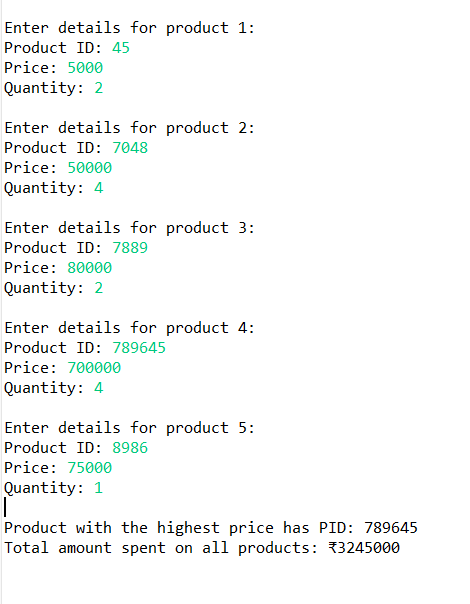 Enter details for product 1:
Product ID: 45
Price: 5000
Quantity: 2
Enter details for product 2:
Product ID: 7048
Price: 50000
Quantity: 4
Enter details for product 3:
Product ID: 7889
Price: 80000
Quantity: 2
Enter details for product 4:
Product ID: 789645
Price: 700000
Quantity: 4
Enter details for product 5:
Product ID: 8986
Price: 75000
Quantity: 1
Product with the highest price has PID: 789645
Total amount spent on all products: ₹3245000